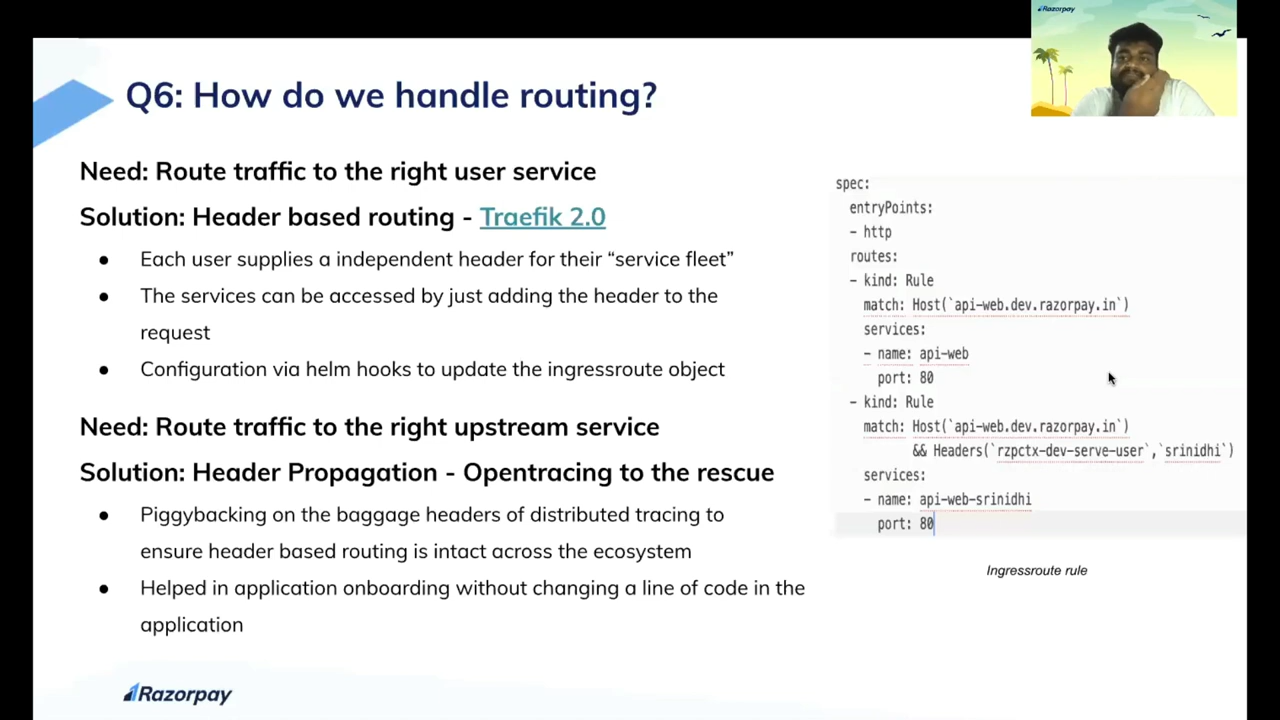 Razorpay
Q6: How do we handle routing?
Need: Route traffic to the right user service
Solution: Header based routing - Traefik 2.0
● Each user supplies a independent header for their “service fleet”
● The services can be accessed by just adding the header to the
request
● Configuration via helm hooks to update the ingressroute object
Need: Route traffic to the right upstream service
Solution: Header Propagation - Opentracing to the rescue
● Piggybacking on the baggage headers of distributed tracing to
ensure header based routing is intact across the ecosystem
● Helped in application onboarding without changing a line of code in the
application
spec:
entryPoints:
- http
routes:
- kind: Rule
match: Host(`api-web.dev.razorpay.in`)
services:
- name: api-web
port: 80
- kind: Rule
match: Host(`api-web.dev.razorpay.in`)
&& Headers(`rzpctx-dev-serve-user`,`srinidhi`)
services:
- name: api-web-srinidhi
port: 80
Ingressroute rule
Razorpay